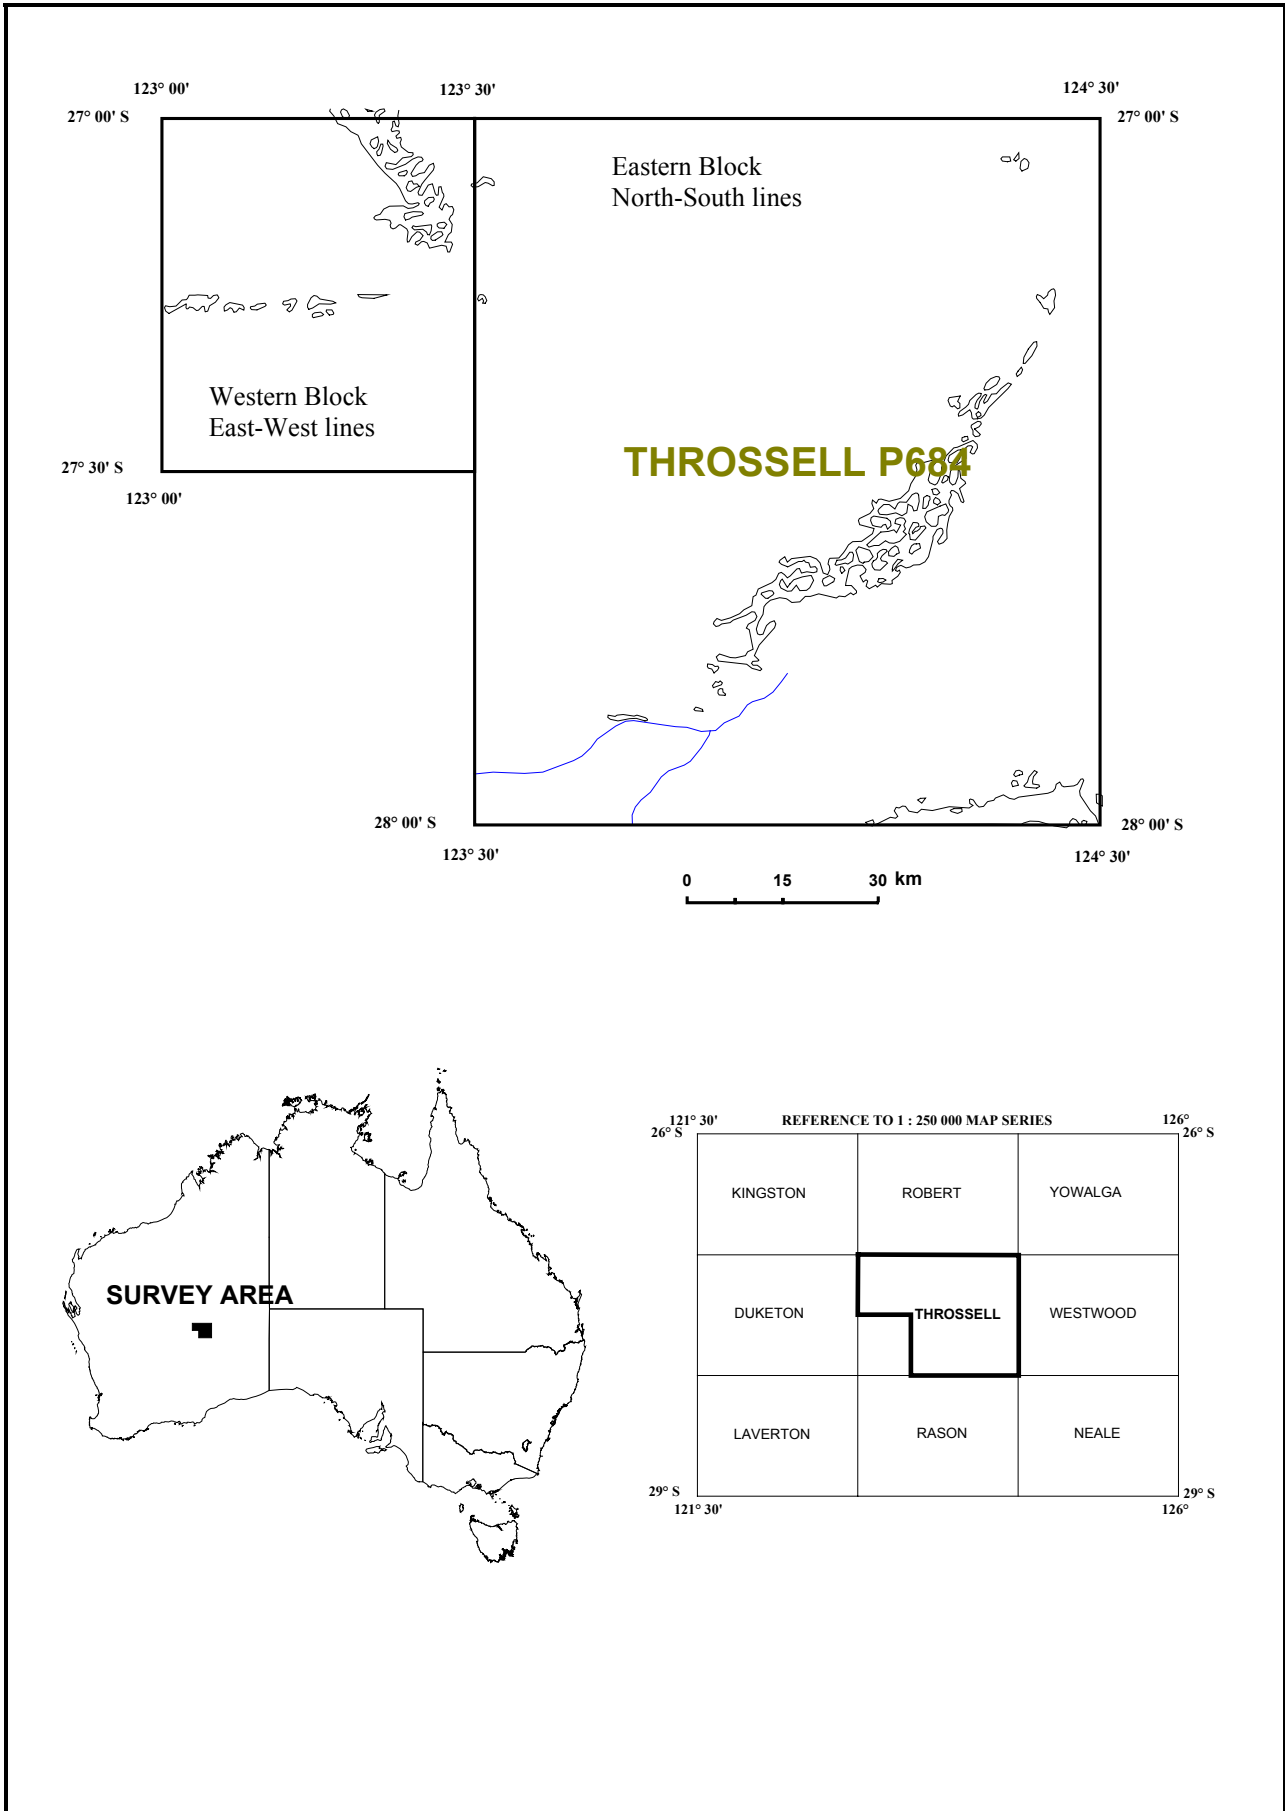 123° 00'
123° 30'
124° 30'
27° 00' S
27° 00' S
Eastern Block
North-South lines
Western Block
East-West lines
THROSSELL P684
27° 30' S
123° 00'
28° 00' S
28° 00' S
123° 30'
124° 30'
0 15 30 km
SURVEY AREA
121° 30' REFERENCE TO 1 : 250 000 MAP SERIES 126°
26° S 26° S
KINGSTON ROBERT YOWALGA
DUKETON THROSSELL WESTWOOD
LAVERTON RASON NEALE
29° S 29° S
121° 30' 126°